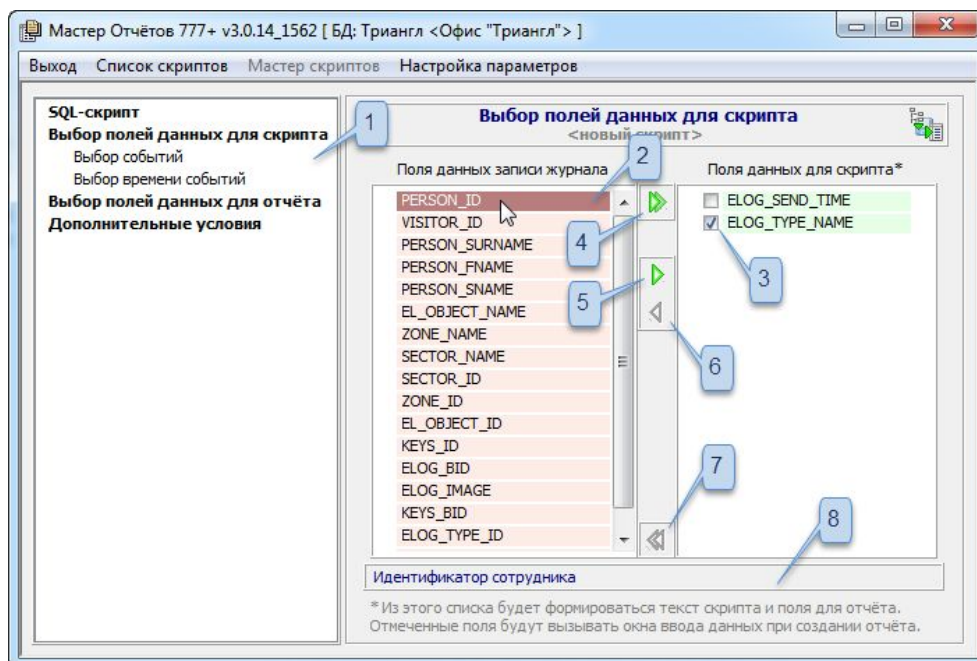 Мастер Отчётов 777+ v3.0.14_1562 [ БД: Триангл <Офис "Триангл"> ]
Выход Список скриптов Мастер скриптов Настройка параметров
SQL-скрипт
Выбор полей данных для скрипта
Выбор событий
Выбор времени событий
Выбор полей данных для отчёта
Дополнительные условия
1
Выбор полей данных для скрипта
<новый скрипт>
Поля данных записи журнала
2
PERSON_ID
VISITOR_ID
PERSON_SURNAME
PERSON_FNAME
PERSON_SNAME
EL_OBJECT_NAME
ZONE_NAME
SECTOR_NAME
SECTOR_ID
ZONE_ID
EL_OBJECT_ID
KEYS_ID
ELOG_BID
ELOG_IMAGE
KEYS_BID
ELOG_TYPE_ID
4
5
6
7
Поля данных для скрипта*
ELOG_SEND_TIME
ELOG_TYPE_NAME
3
8
Идентификатор сотрудника
*Из этого списка будет формироваться текст скрипта и поля для отчёта.
Отмеченные поля будут вызывать окна ввода данных при создании отчёта.